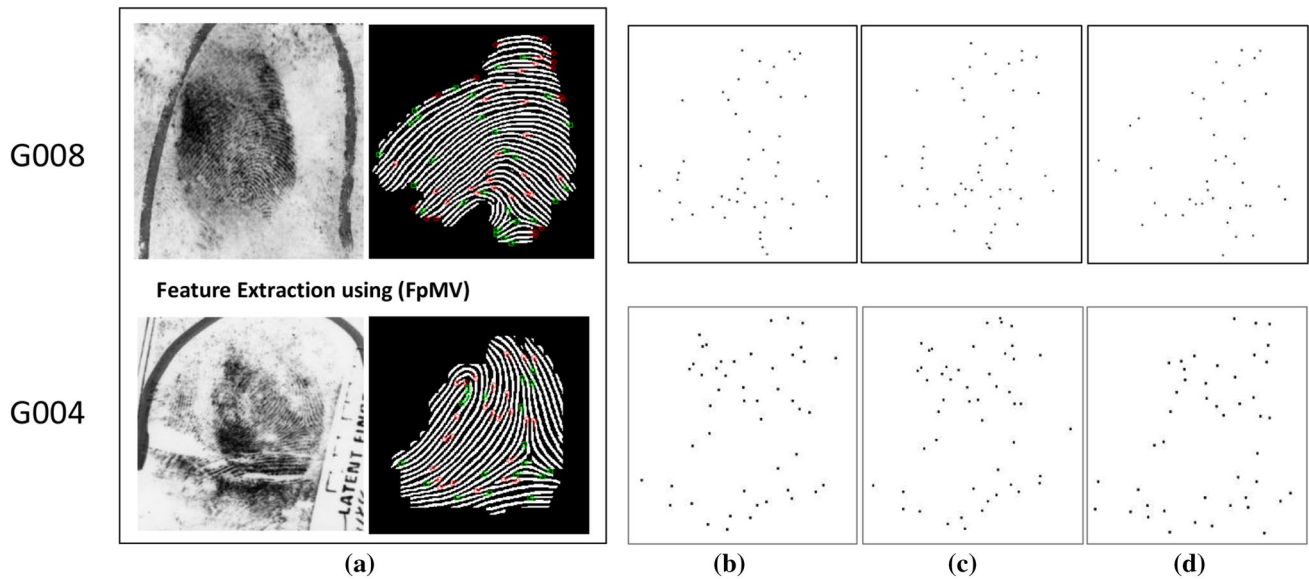 G008
Feature Extraction using (FpMV)
G004
LATENT FING
(a)
(b)
(c)
(d)